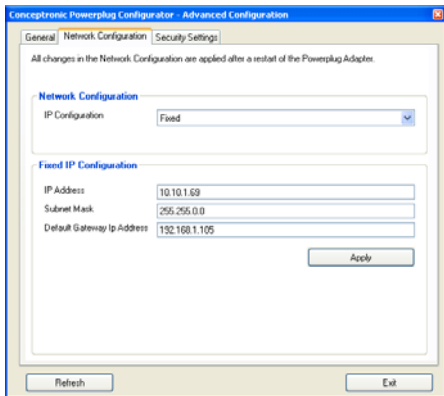 Conceptronic Powerplug Configurator - Advanced Configuration
General Network Configuration Security Settings
All changes in the Network Configuration are applied after a restart of the Powerplug Adapter.
Network Configuration
IP Configuration Fixed
Fixed IP Configuration
IP Address 10.10.1.69
Subnet Mask 255.255.0.0
Default Gateway Ip Address 192.168.1.105
Apply
Refresh Exit